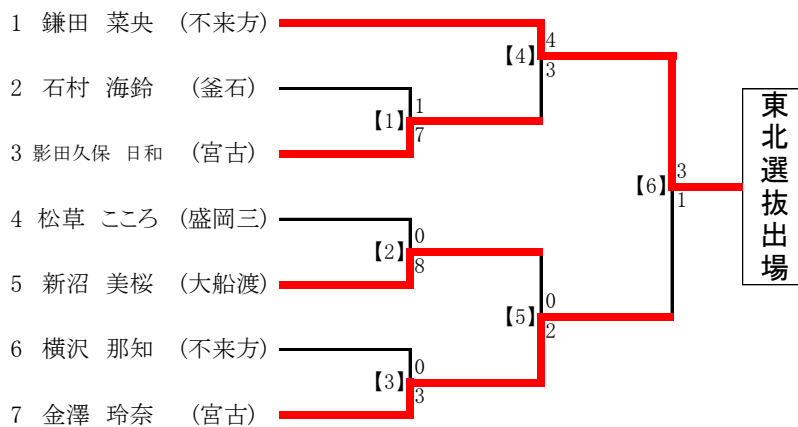 1 鎌田 菜央 (不来方)
2 石村 海鈴 (釜石)
3 影田久保 日和 (宮古)
4 松草 こころ (盛岡三)
5 新沼 美桜 (大船渡)
6 横沢 那知 (不来方)
7 金澤 玲奈 (宮古)
【1】
1
7
【2】
0
8
【3】
0
3
【4】
4
3
【5】
0
2
【6】
3
1
東北選抜出場